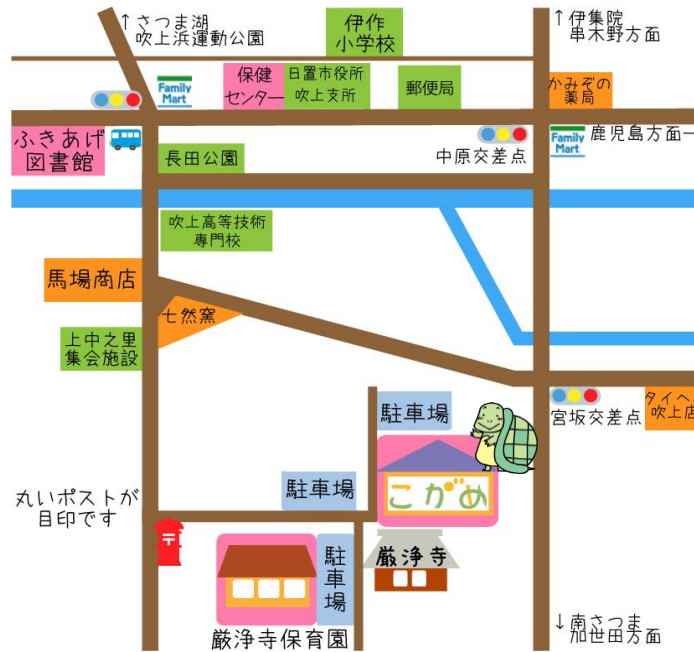 ↑さつま湖
吹上浜運動公園
伊作
小学校
↑伊集院
串木野方面
Family
Mart
保健
センター
日置市役所
吹上支所
郵便局
かみぞの
薬局
ふきあげ
図書館
長田公園
中原交差点
Family
Mart
鹿児島方面
吹上高等技術
専門校
馬場商店
七然窯
上中之里
集会施設
宮坂交差点
タイヘイ
吹上店
駐車場
こがめ
駐車場
丸いポストが
目印です
〒
駐車場
厳浄寺
厳浄寺保育園
↓南さつま
加世田方面